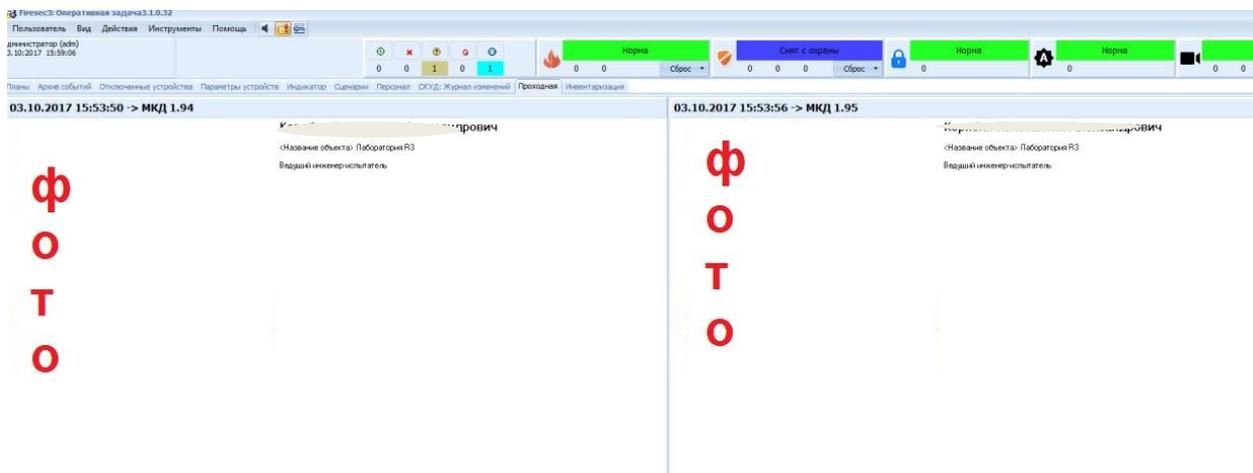 Firesec3: Оперативная задача3.1.0.32
Пользователь Вид Действия Инструменты Помощь
Администратор (adm)
3.10.2017 15:59:06
0 0 1 0 1
Норма
0 0 Сброс
Снят с охраны
0 0 0 Сброс
Норма
0
Норма
0
0 0
Планы Архив событий Отключенные устройства Параметры устройств Индикатор Сценарии Персонал СКУД: Журнал изменений Проходная Инвентаризация
03.10.2017 15:53:50 -> МКД 1.94
<Название объекта> Лаборатория R3
Ведущий инженер-испытатель
ф
о
т
о
03.10.2017 15:53:56 -> МКД 1.95
<Название объекта> Лаборатория R3
Ведущий инженер-испытатель
ф
о
т
о